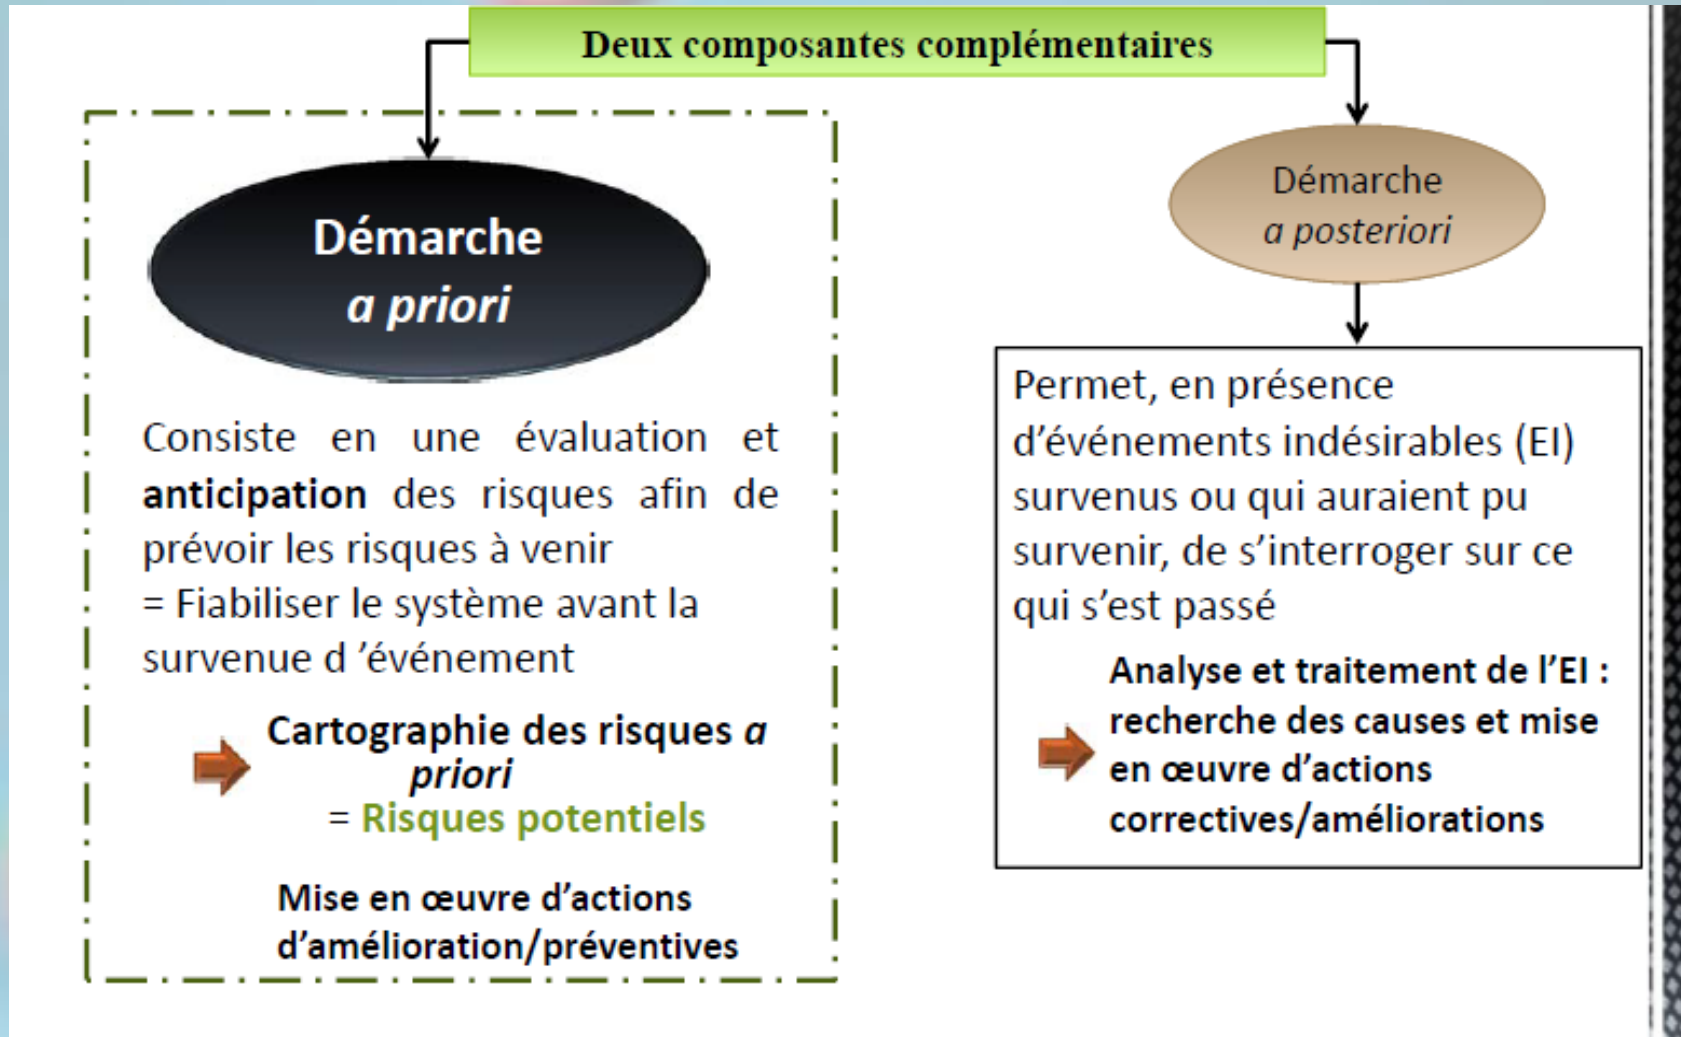 Deux composantes complémentaires
Démarche
a priori
Consiste en une évaluation et
anticipation des risques afin de
prévoir les risques à venir
= Fiabiliser le système avant la
survenue d ’événement
Cartographie des risques a
priori
= Risques potentiels
Mise en œuvre d’actions
d’amélioration/préventives
Démarche
a posteriori
Permet, en présence
d’événements indésirables (EI)
survenus ou qui auraient pu
survenir, de s’interroger sur ce
qui s’est passé
Analyse et traitement de l’EI :
recherche des causes et mise
en œuvre d’actions
correctives/améliorations